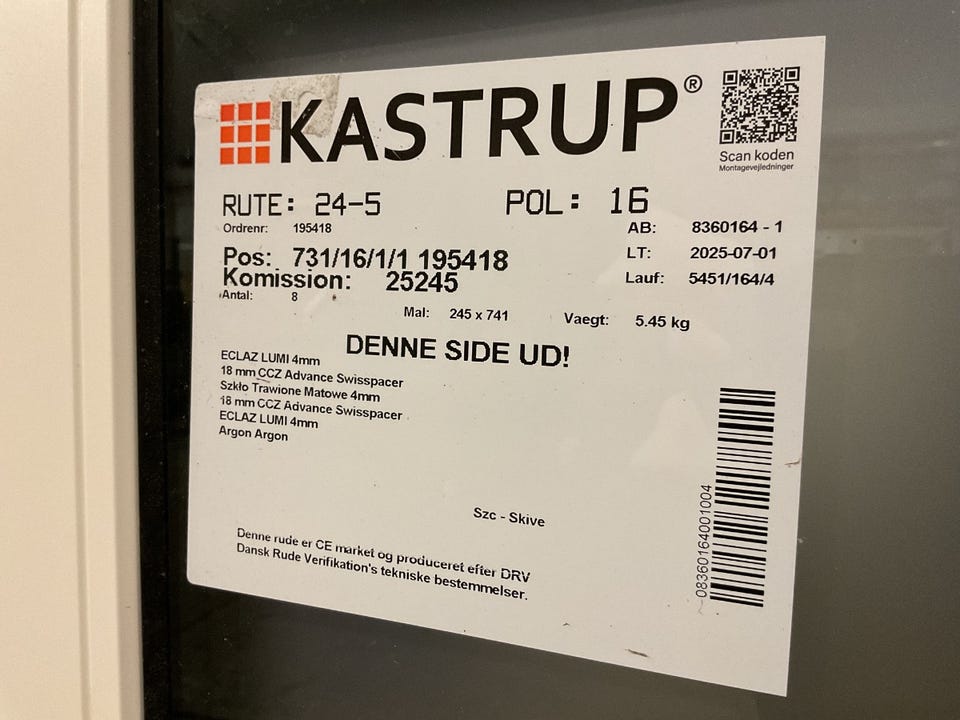 KASTRUP®
Scan koden
Montagevejledninger
RUTE: 24-5 POL: 16
Ordrenr: 195418 AB: 8360164 - 1
Pos: 731/16/1/1 195418 LT: 2025-07-01
Komission: 25245 Lauf: 5451/164/4
Antal: 8
Mal: 245 x 741 Vaegt: 5.45 kg
DENNE SIDE UD!
ECLAZ LUMI 4mm
18 mm CCZ Advance Swisspacer
Szkło Trawione Matowe 4mm
18 mm CCZ Advance Swisspacer
ECLAZ LUMI 4mm
Argon Argon
Szc - Skive
08360164001004
Denne rude er CE market og produceret efter DRV
Dansk Rude Verifikation's tekniske bestemmelser.